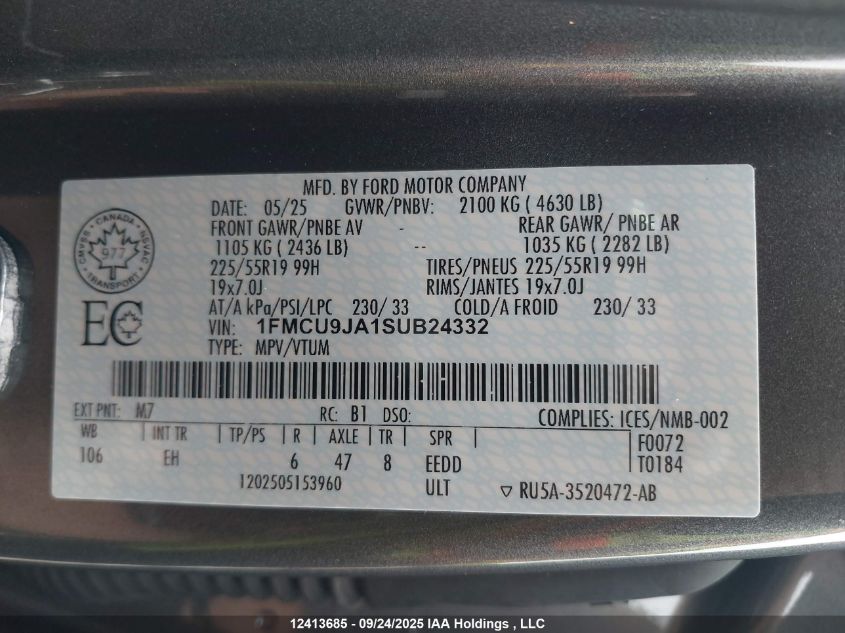 MFD. BY FORD MOTOR COMPANY
DATE: 05/25 GVWR/PNBV: 2100 KG ( 4630 LB)
FRONT GAWR/PNBE AV - REAR GAWR/ PNBE AR
1105 KG ( 2436 LB) -- 1035 KG ( 2282 LB)
225/55R19 99H TIRES/PNEUS 225/55R19 99H
19x7.0J RIMS/JANTES 19x7.0J
AT/A kPa/PSI/LPC 230/ 33 COLD/A FROID 230/ 33
VIN: 1FMCU9JA1SUB24332
TYPE: MPV/VTUM
CANADA
CMVSS NSVAC
977
TRANSPORT
EC
EXT PNT: M7 RC: B1 DSO: COMPLIES: ICES/NMB-002
WB INT TR TP/PS R AXLE TR SPR F0072
106 EH 6 47 8 EEDD T0184
1202505153960 ULT ▽ RU5A-3520472-AB
12413685 - 09/24/2025 IAA Holdings , LLC